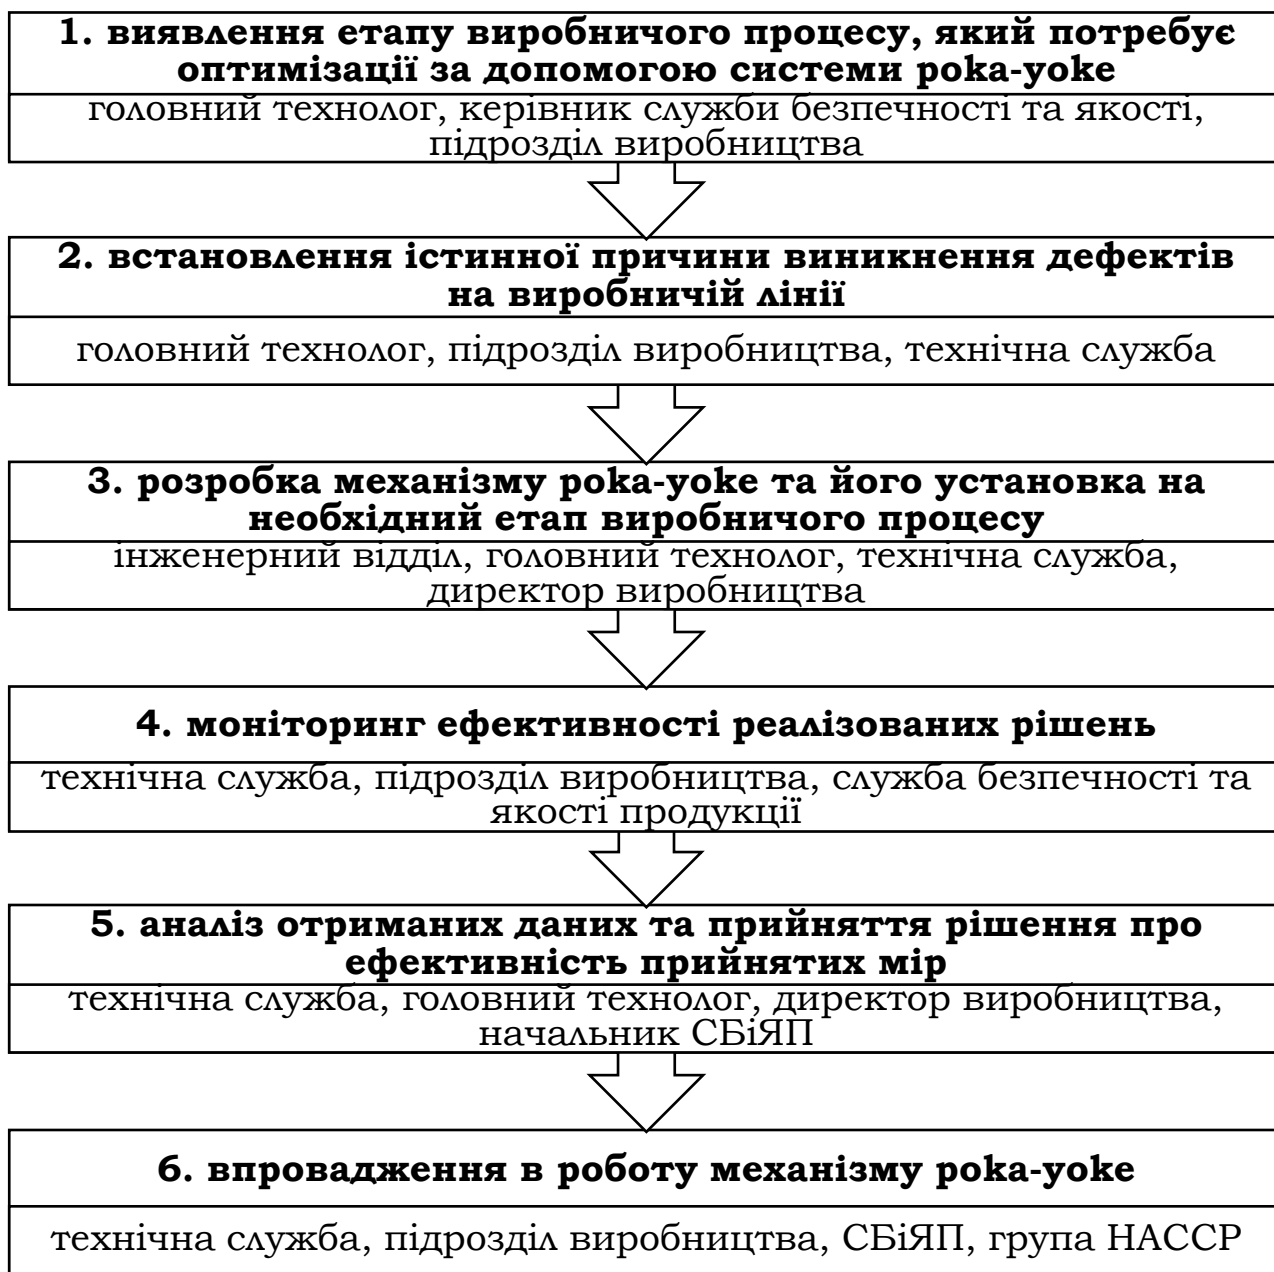 1. виявлення етапу виробничого процесу, який потребує
оптимізації за допомогою системи poka-yoke
головний технолог, керівник служби безпечності та якості,
підрозділ виробництва
2. встановлення істинної причини виникнення дефектів
на виробничій лінії
головний технолог, підрозділ виробництва, технічна служба
3. розробка механізму poka-yoke та його установка на
необхідний етап виробничого процесу
інженерний відділ, головний технолог, технічна служба,
директор виробництва
4. моніторинг ефективності реалізованих рішень
технічна служба, підрозділ виробництва, служба безпечності та
якості продукції
5. аналіз отриманих даних та прийняття рішення про
ефективність прийнятих мір
технічна служба, головний технолог, директор виробництва,
начальник СБіЯП
6. впровадження в роботу механізму poka-yoke
технічна служба, підрозділ виробництва, СБіЯП, група НАССР